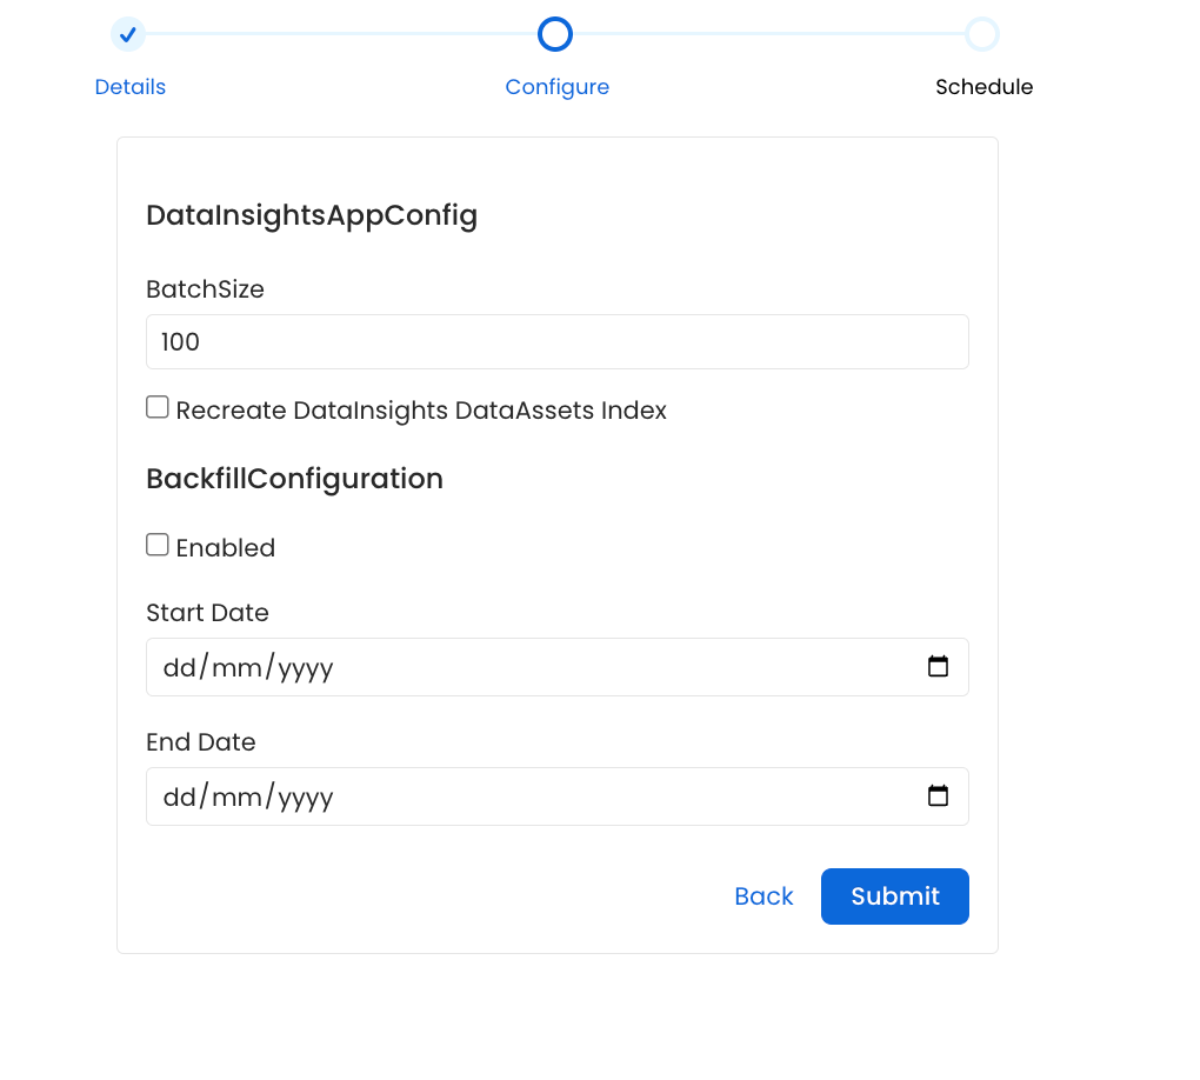 Details
Configure
Schedule
DataInsightsAppConfig
BatchSize
100
Recreate DataInsights DataAssets Index
BackfillConfiguration
Enabled
Start Date
dd/mm/yyyy
End Date
dd/mm/yyyy
Back
Submit